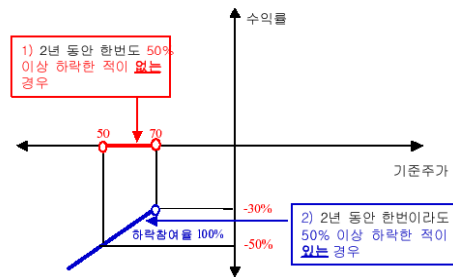 수익률
1) 2년 동안 한번도 50%
이상 하락한 적이 없는
경우
50
70
기준주가
-30%
하락참여율 100%
-50%
2) 2년 동안 한번이라도
50% 이상 하락한 적이
있는 경우